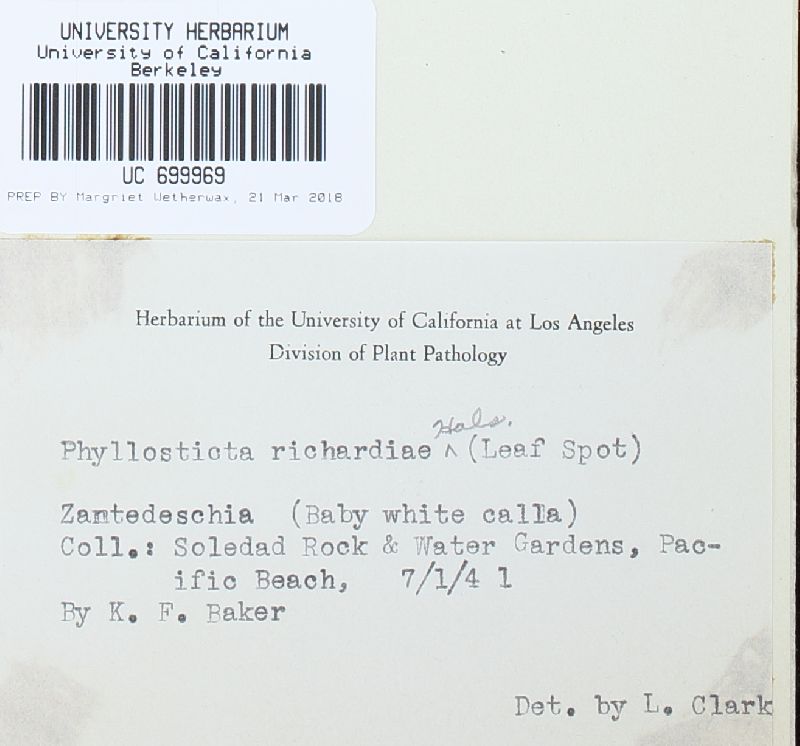 UNIVERSITY HERBARIUM
University of California
Berkeley
UC 699969
PREP BY Margriet Wetherwax, 21 Mar 2018
Herbarium of the University of California at Los Angeles
Division of Plant Pathology
Hals.
Phyllosticta richardiae ^ (Leaf Spot)
Zantedeschia (Baby white calla)
Coll.: Soledad Rock & Water Gardens, Pac-
ific Beach, 7/1/4 1
By K. F. Baker
Det. by L. Clark